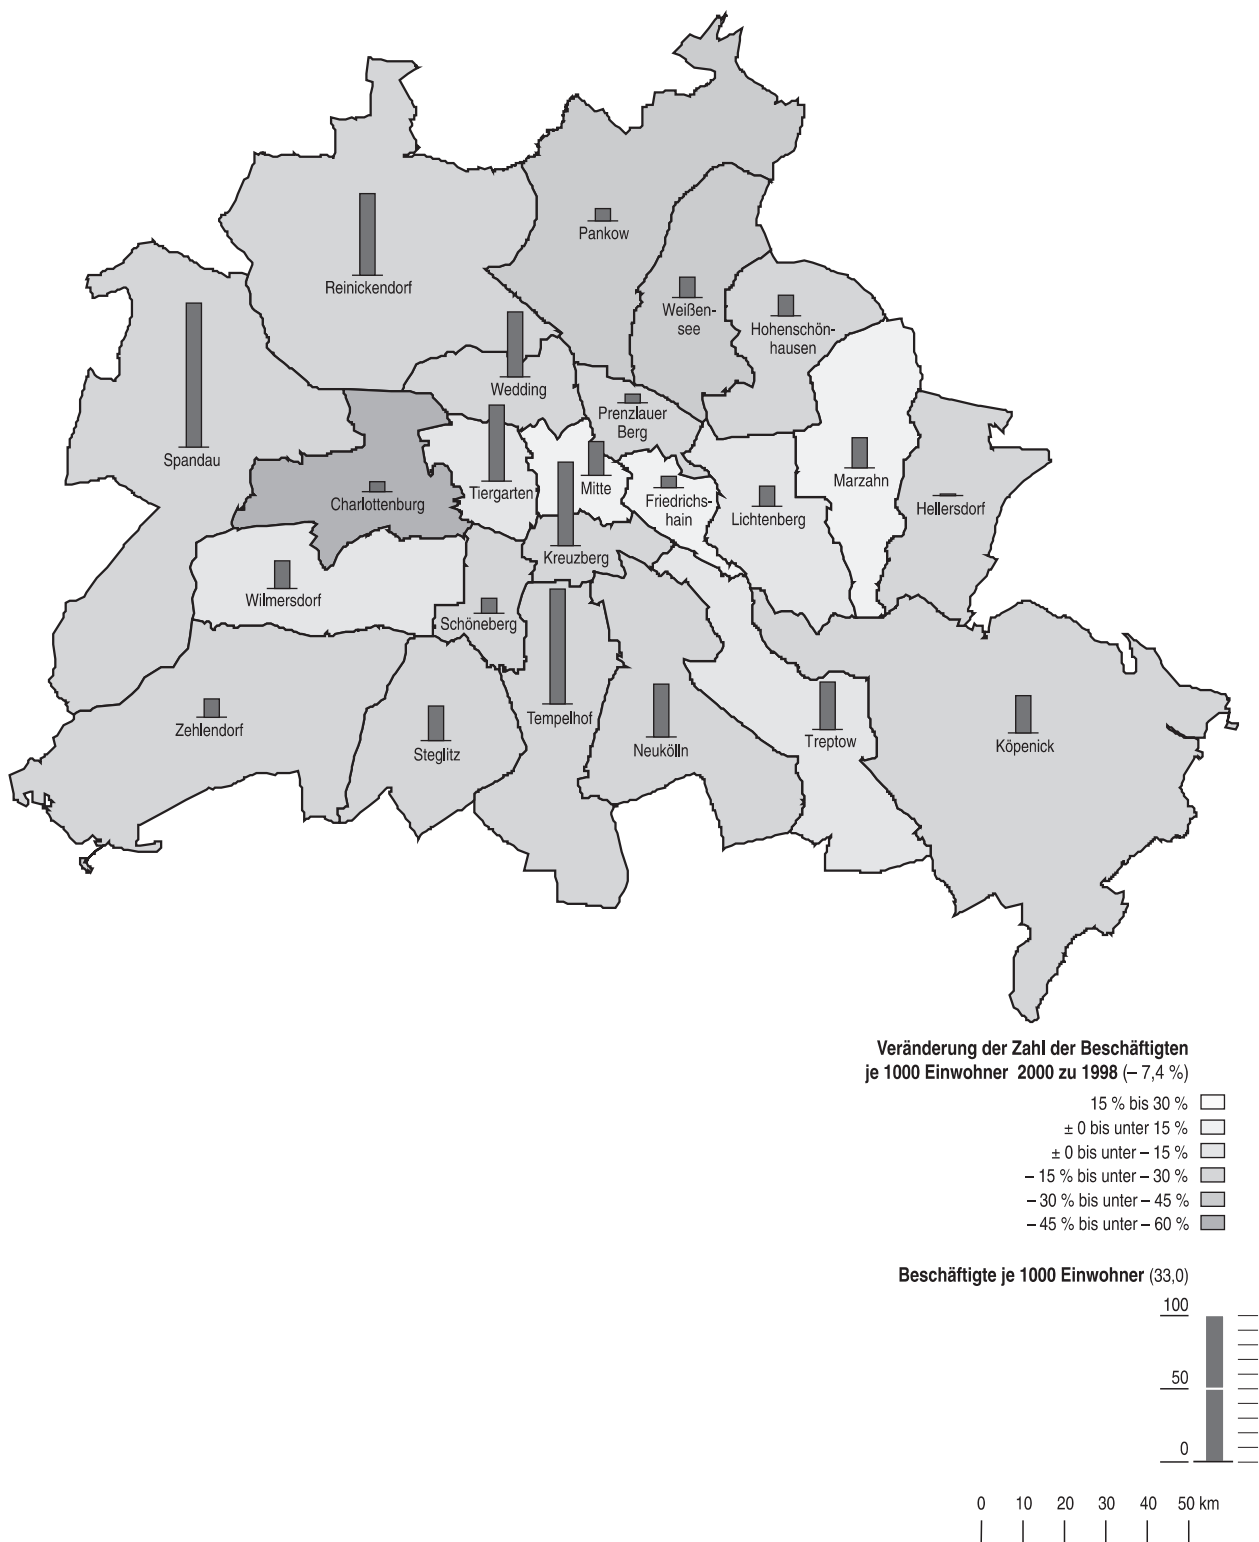 Pankow
Reinickendorf
Weißen-
see
Hohenschön-
hausen
Wedding
Prenzlauer
Berg
Spandau
Charlottenburg
Tiergarten
Mitte
Friedrichs-
hain
Lichtenberg
Marzahn
Hellersdorf
Kreuzberg
Wilmersdorf
Schöneberg
Zehlendorf
Steglitz
Tempelhof
Neukölln
Treptow
Köpenick
Veränderung der Zahl der Beschäftigten
je 1000 Einwohner 2000 zu 1998 (– 7,4 %)
15 % bis 30 %
± 0 bis unter 15 %
± 0 bis unter – 15 %
– 15 % bis unter – 30 %
– 30 % bis unter – 45 %
– 45 % bis unter – 60 %
Beschäftigte je 1000 Einwohner (33,0)
100
50
0
0 10 20 30 40 50 km